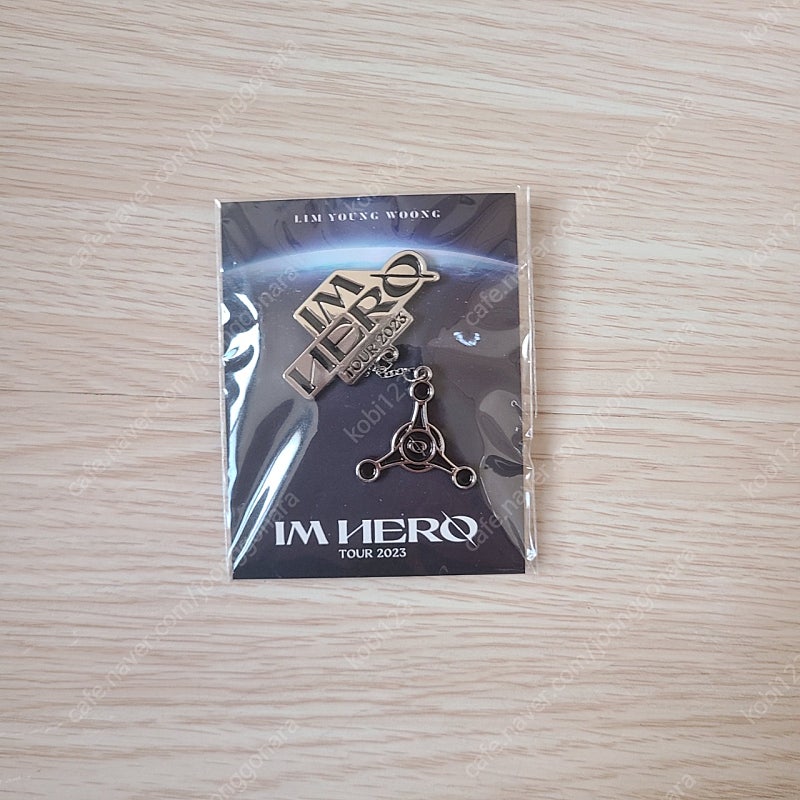 LIM YOUNG WOONG
IM
HERO
TOUR 2023
IM HERO
TOUR 2023
cafe.naver.com/joonggonara
kobi123